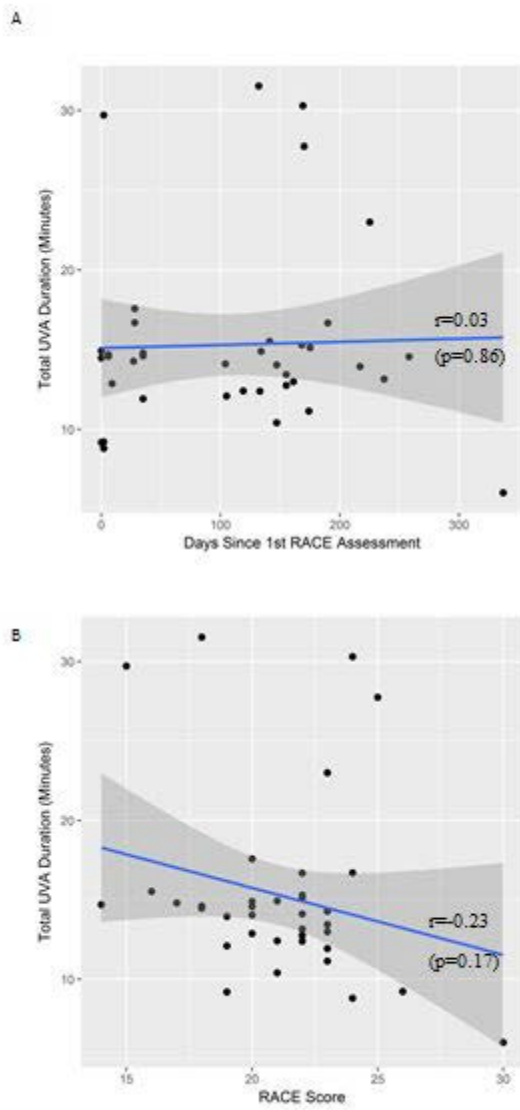 A
Total UVA Duration (Minutes)
30
20
10
r=0.03
(p=0.86)
0
100
200
300
Days Since 1st RACE Assessment
B
Total UVA Duration (Minutes)
30
20
10
r=-0.23
(p=0.17)
15
20
25
30
RACE Score